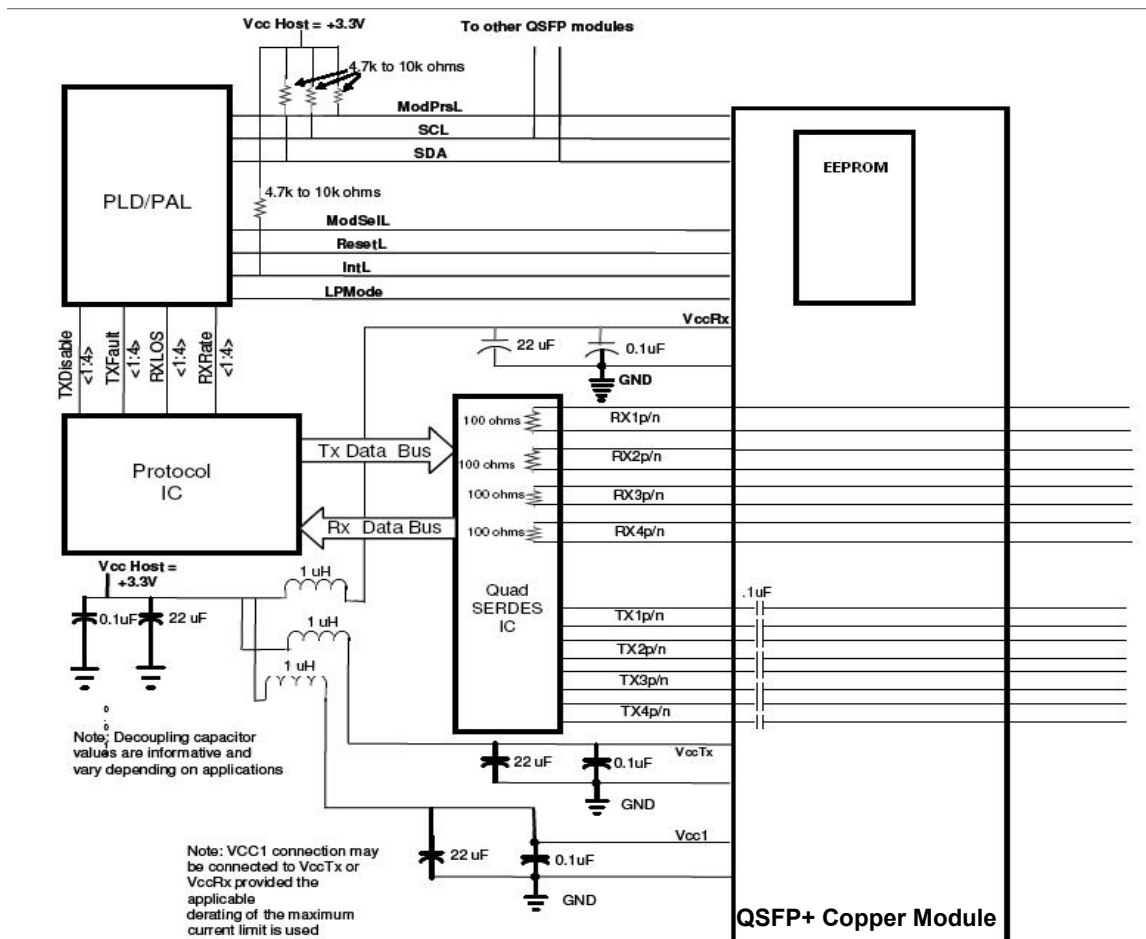 Vcc Host = +3.3V
To other QSFP modules
4.7k to 10k ohms
ModPrsL
SCL
SDA
EEPROM
PLD/PAL
4.7k to 10k ohms
ModSelL
ResetL
IntL
LPMode
TXDisable
<1:4>
TXFault
<1:4>
RXLOS
<1:4>
RXRate
<1:4>
VccRx
22 uF
0.1uF
GND
100 ohms
RX1p/n
Tx Data Bus
100 ohms
RX2p/n
Protocol
IC
100 ohms
RX3p/n
Rx Data Bus
100 ohms
RX4p/n
Vcc Host =
+3.3V
1 uH
Quad
SERDES
IC
.1uF
0.1uF
22 uF
1 uH
TX1p/n
1 uH
TX2p/n
TX3p/n
TX4p/n
Note: Decoupling capacitor
values are informative and
vary depending on applications
VccTx
22 uF
0.1uF
GND
Vcc1
Note: VCC1 connection may
be connected to VccTx or
VccRx provided the
applicable
derating of the maximum
current limit is used
22 uF
0.1uF
GND
QSFP+ Copper Module